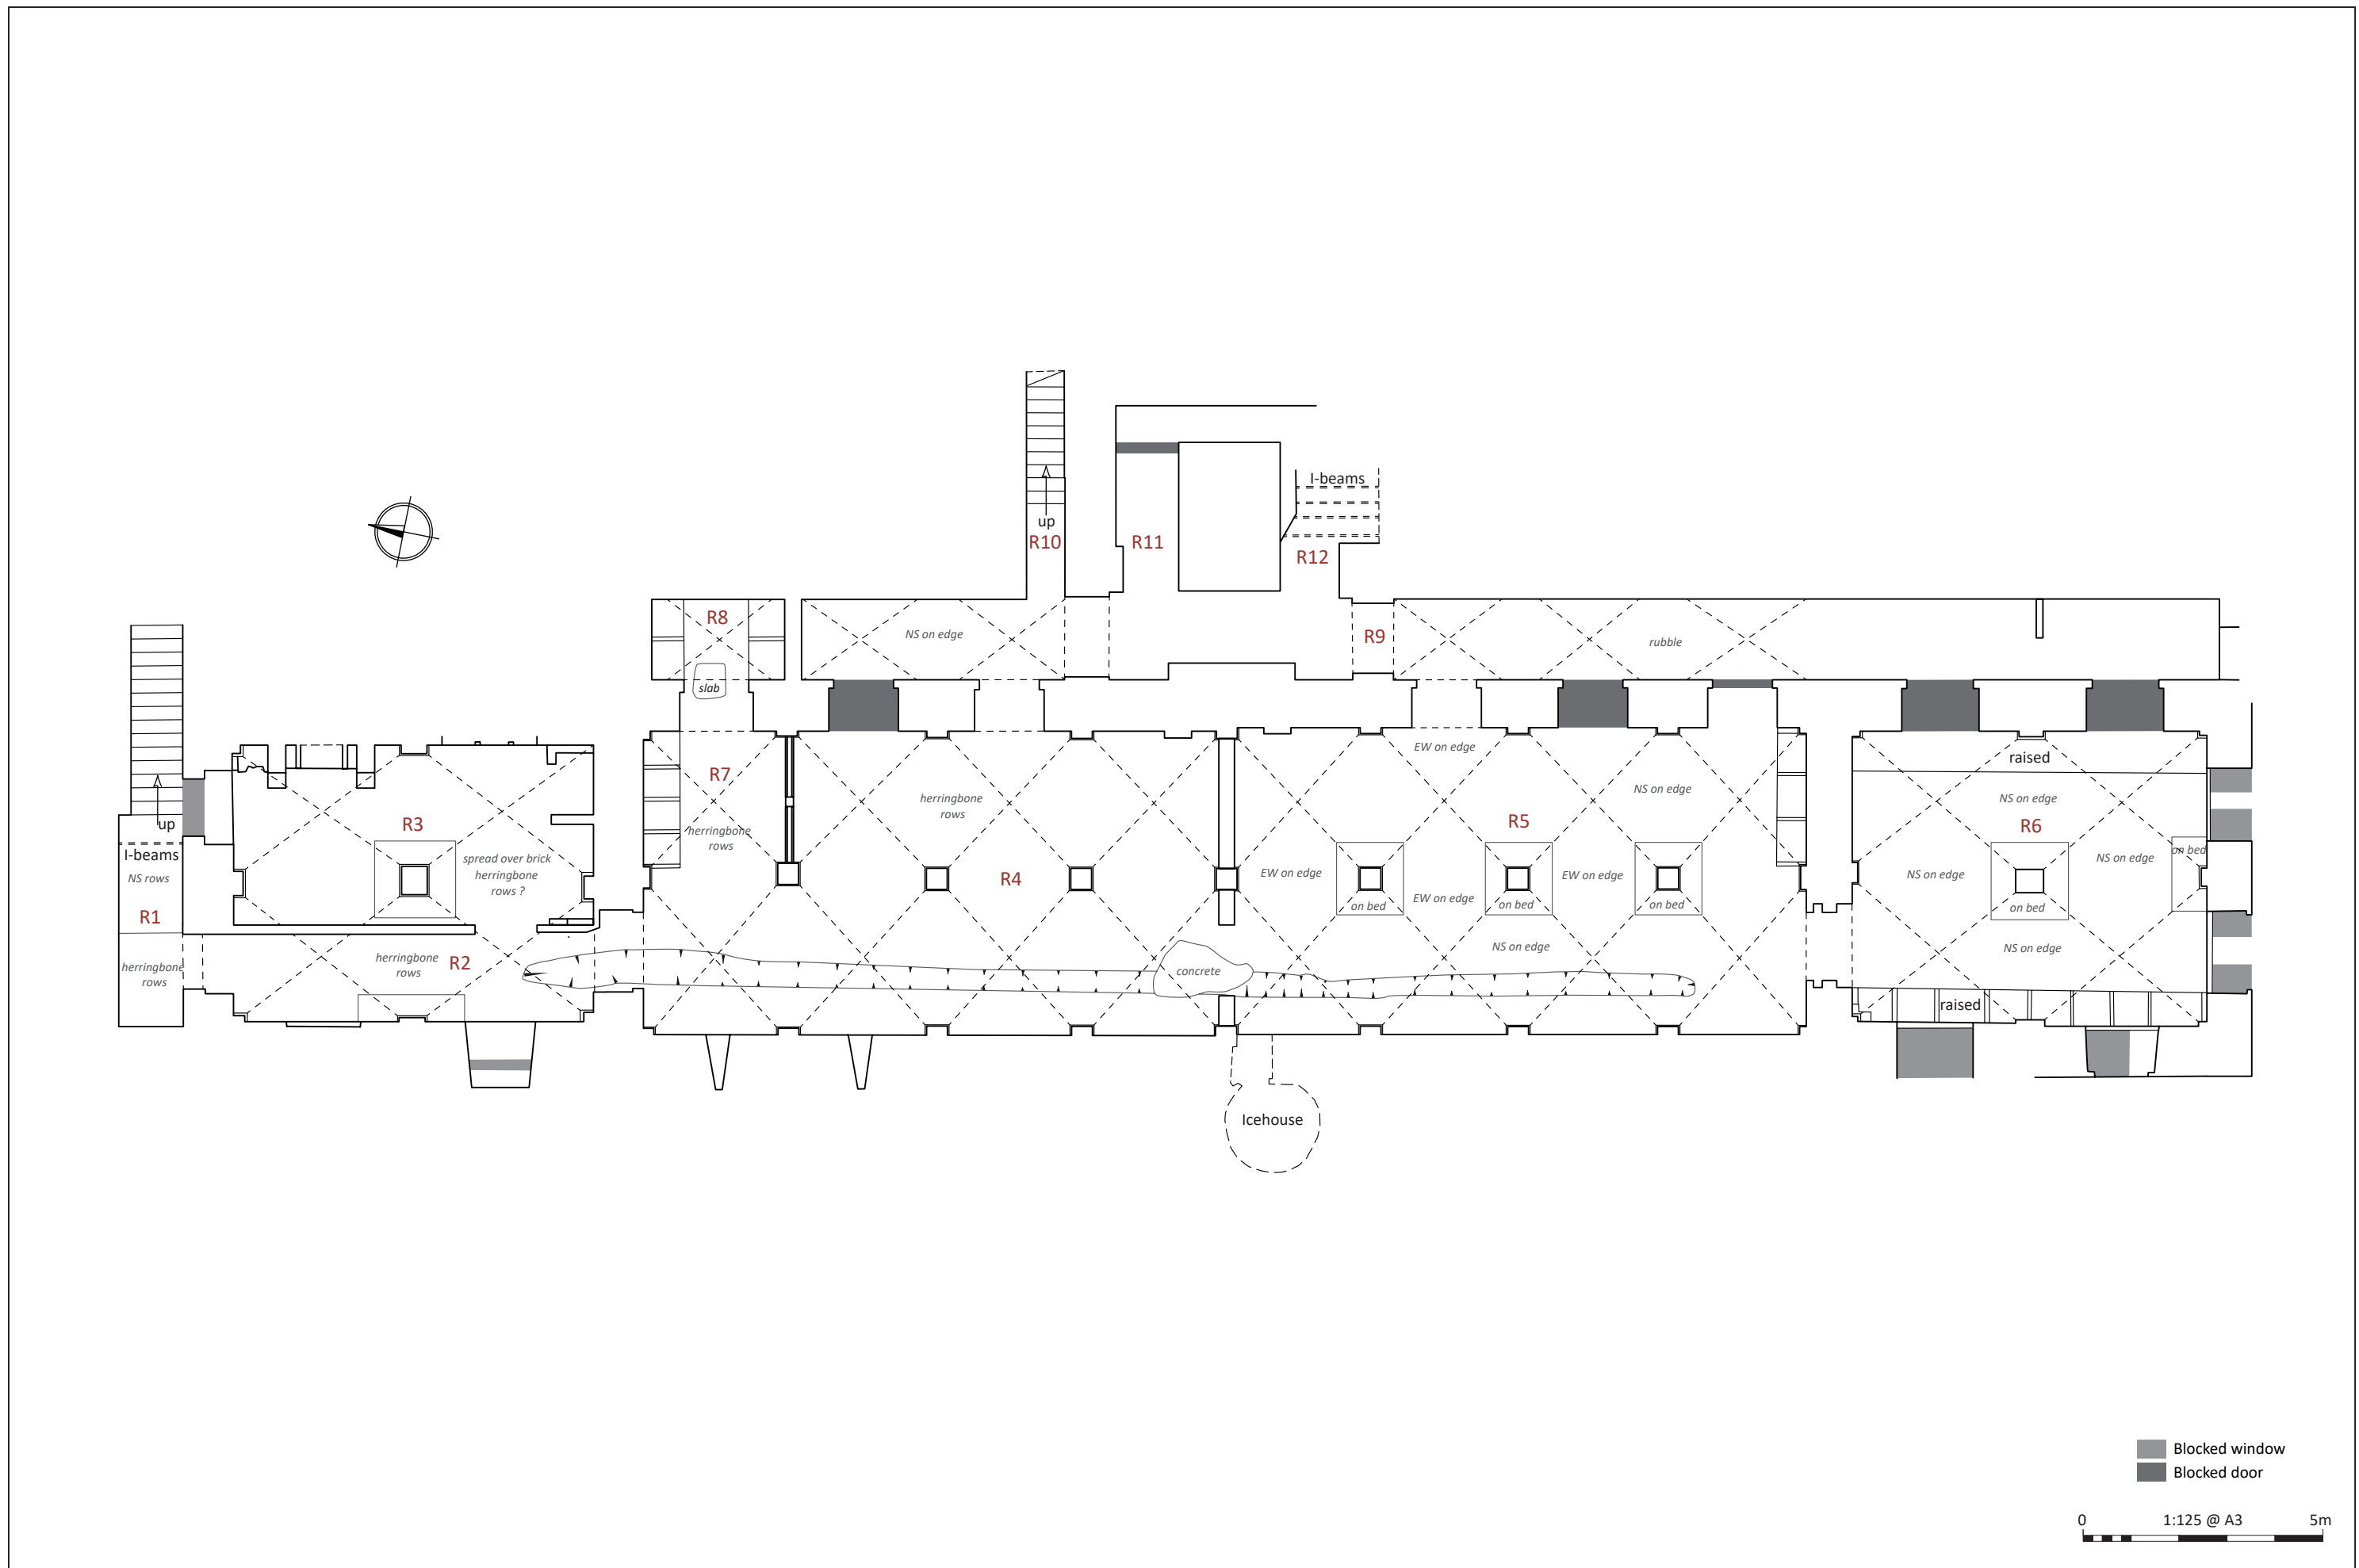 I-beams
up
R10
R11
R12
R8
NS on edge
R9
rubble
slab
EW on edge
raised
R7
NS on edge
herringbone
rows
NS on edge
up
R3
R5
R6
I-beams
herringbone
rows
spread over brick
herringbone
rows ?
on bed
NS on edge
NS rows
R4
EW on edge
EW on edge
NS on edge
EW on edge
on bed
on bed
on bed
on bed
R1
herringbone
rows
R2
NS on edge
NS on edge
herringbone
rows
concrete
raised
Icehouse
Blocked window
Blocked door
0
1:125 @ A3
5m